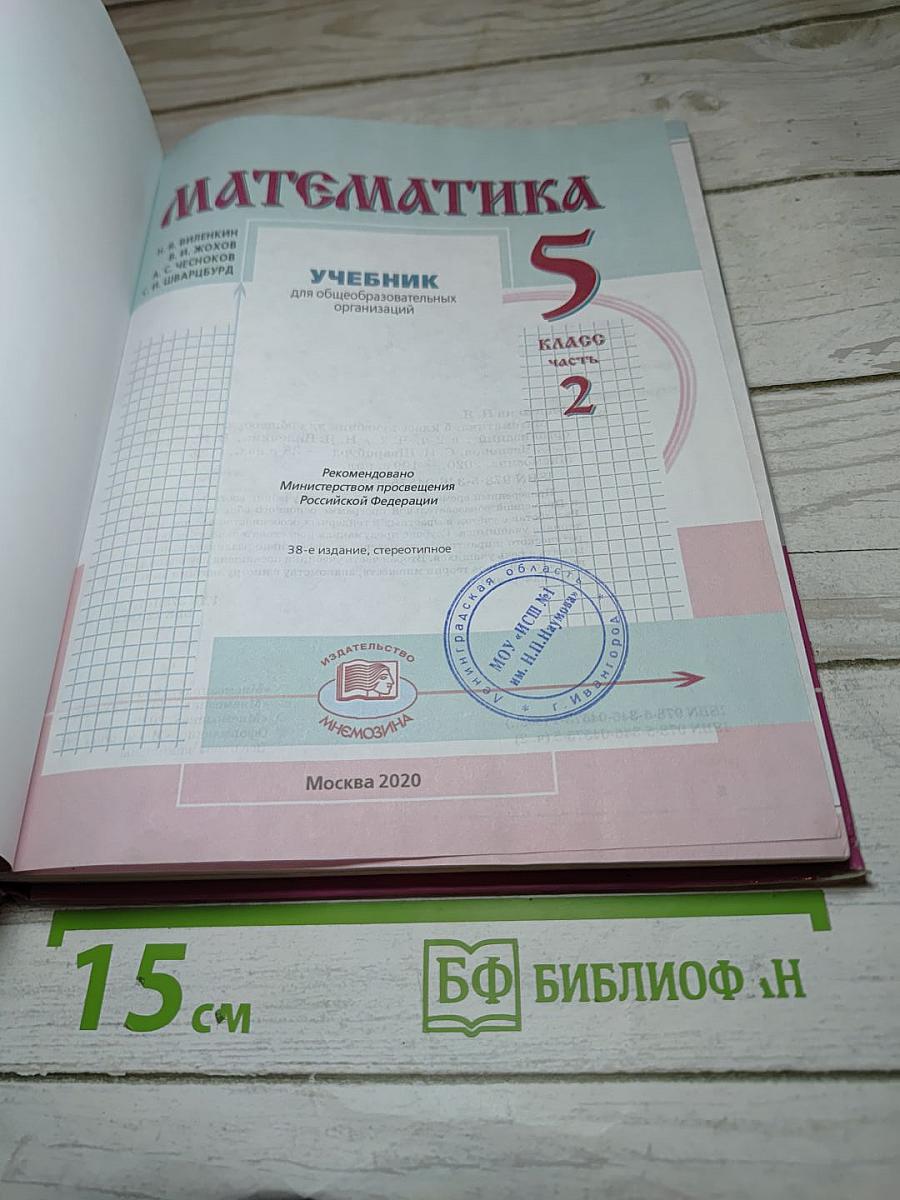 МАТЕМАТИКА
Н. Я. ВИЛЕНКИН
В. И. ЖОХОВ
А. С. ЧЕСНОКОВ
С. И. ШВАРЦБУРД
5
КЛАСС
часть
2
УЧЕБНИК
для общеобразовательных
организаций
Рекомендовано
Министерством просвещения
Российской Федерации
38-е издание, стереотипное
Ленинградская область * г. Ивангород *
МОУ «ИСШ №1
им. Н.П.Наумова»
ИЗДАТЕЛЬСТВО
МНЕМОЗИНА
Москва 2020
15 см
БФ